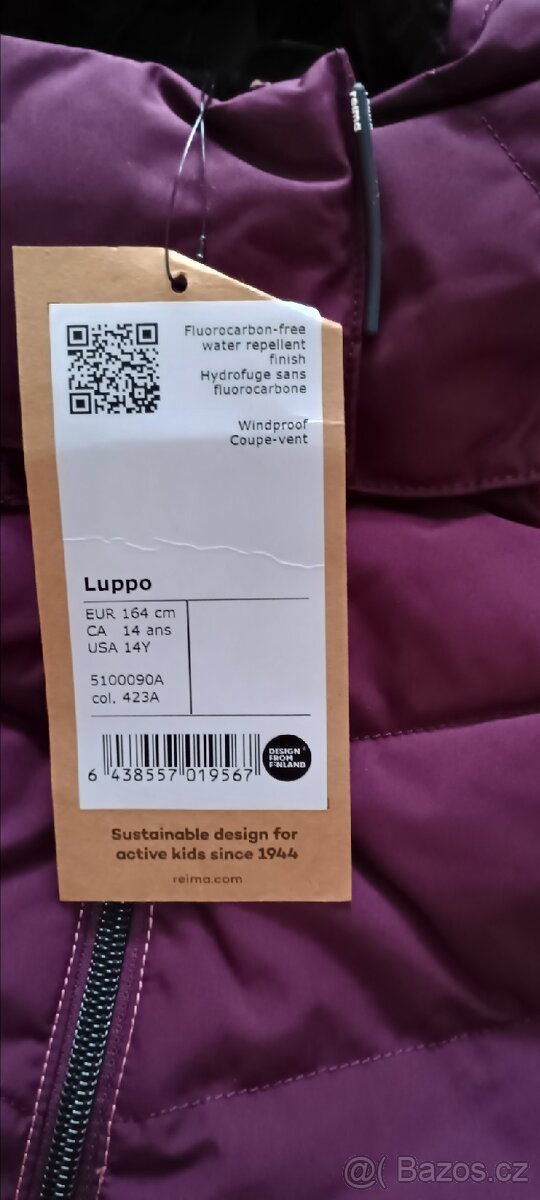 reima
Fluorocarbon-free
water repellent
finish
Hydrofuge sans
fluorocarbone
Windproof
Coupe-vent
Luppo
EUR 164 cm
CA 14 ans
USA 14Y
5100090A
col. 423A
6 438557 019567
DESIGN
FROM
FINLAND
Sustainable design for
active kids since 1944
reima.com
@( Bazos.cz